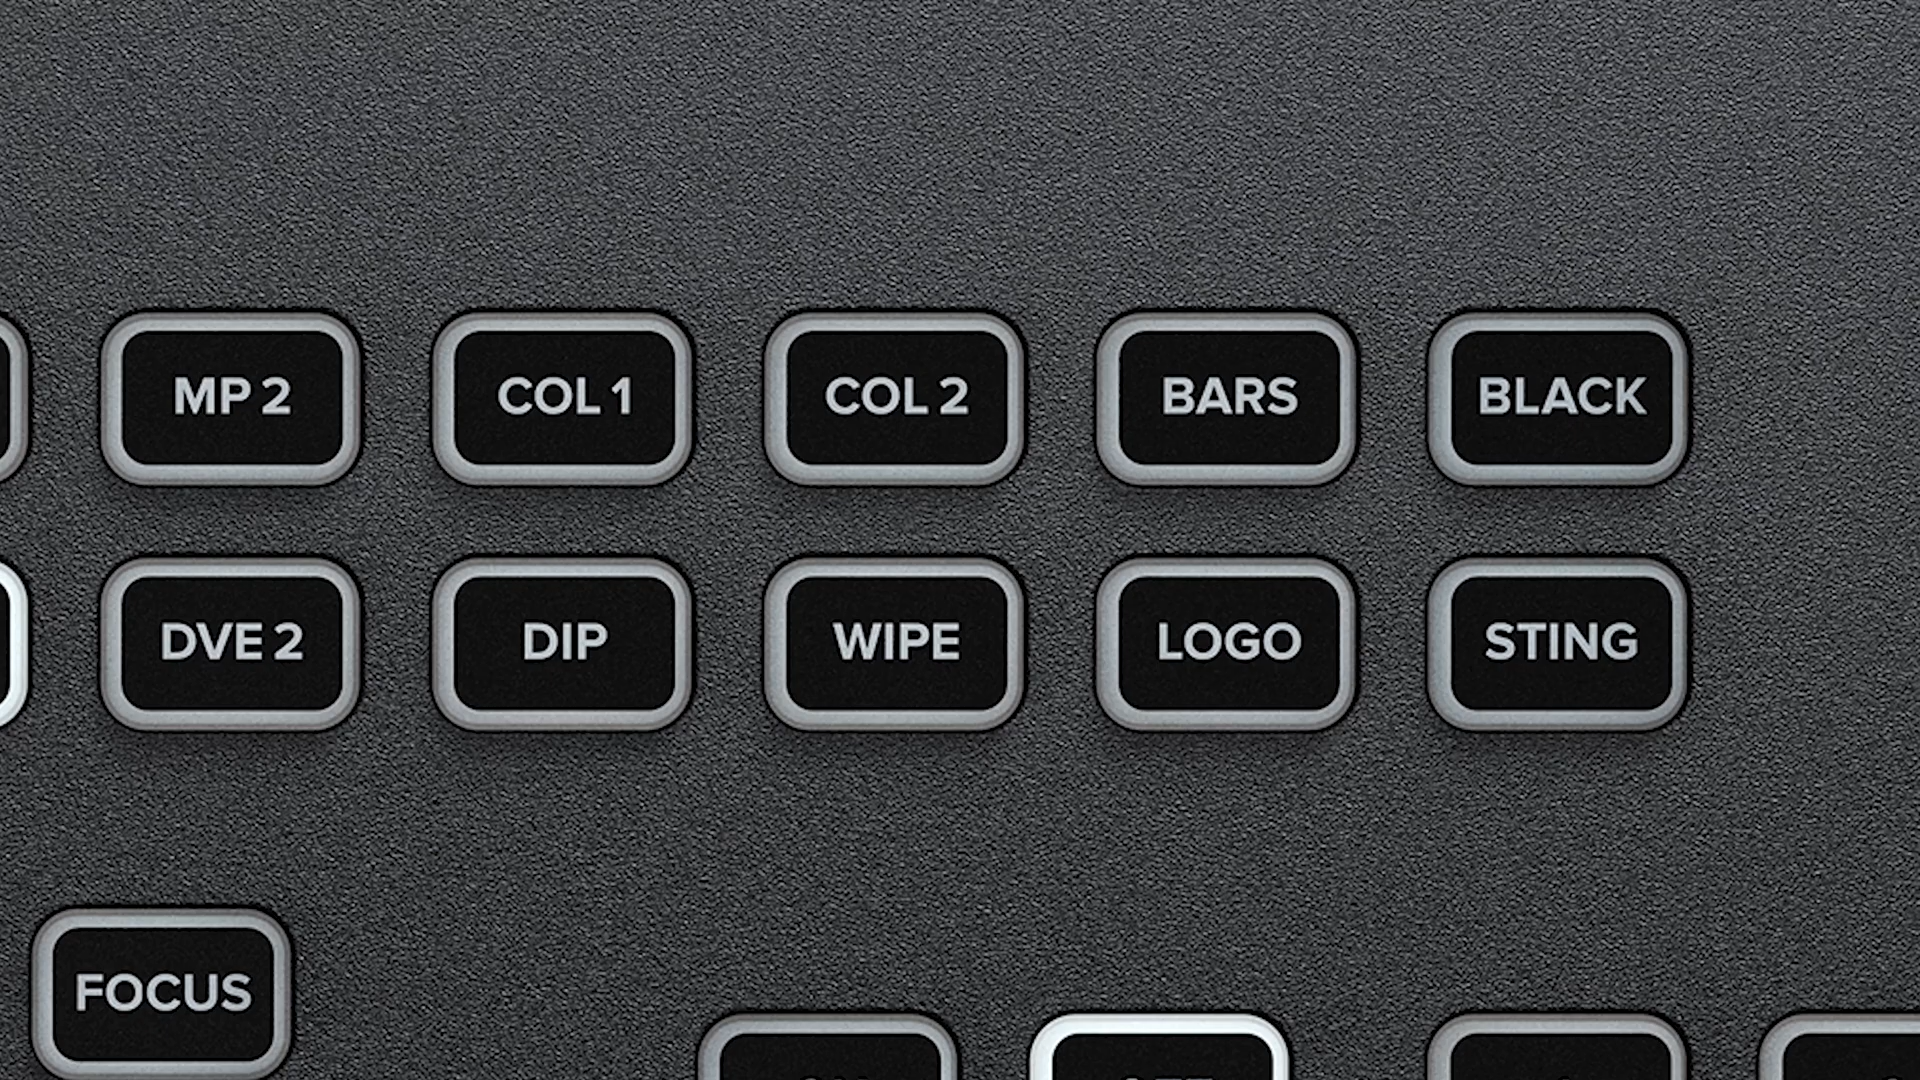 MP 2
COL 1
COL 2
BARS
BLACK
DVE 2
DIP
WIPE
LOGO
STING
FOCUS